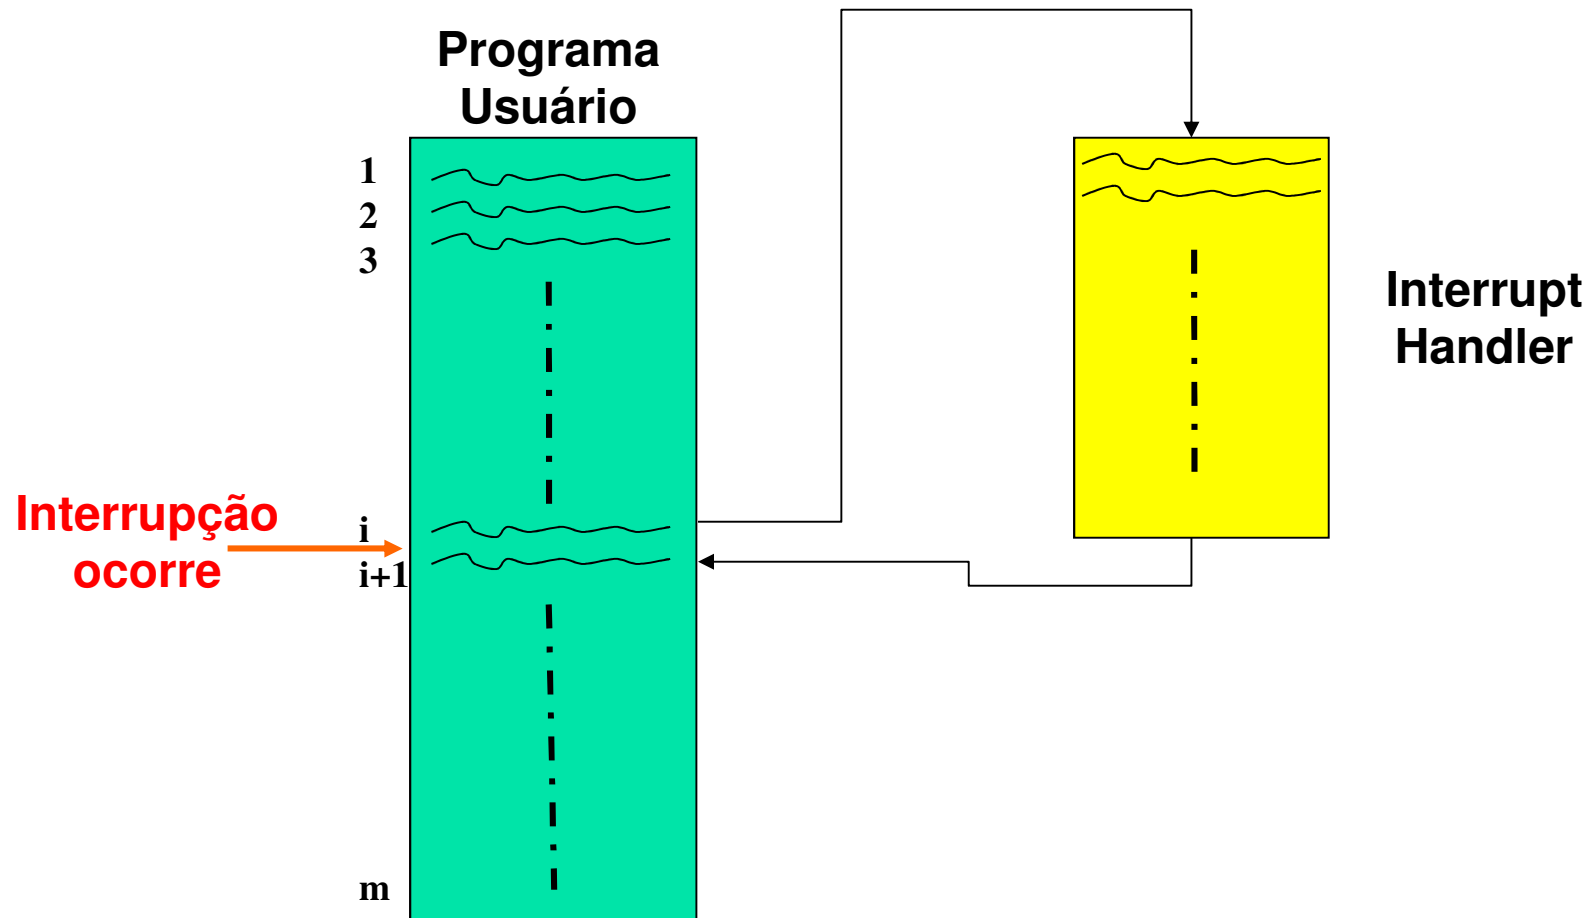 Programa
Usuário
1
2
3
Interrupt
Handler
Interrupção
ocorre
i
i+1
m